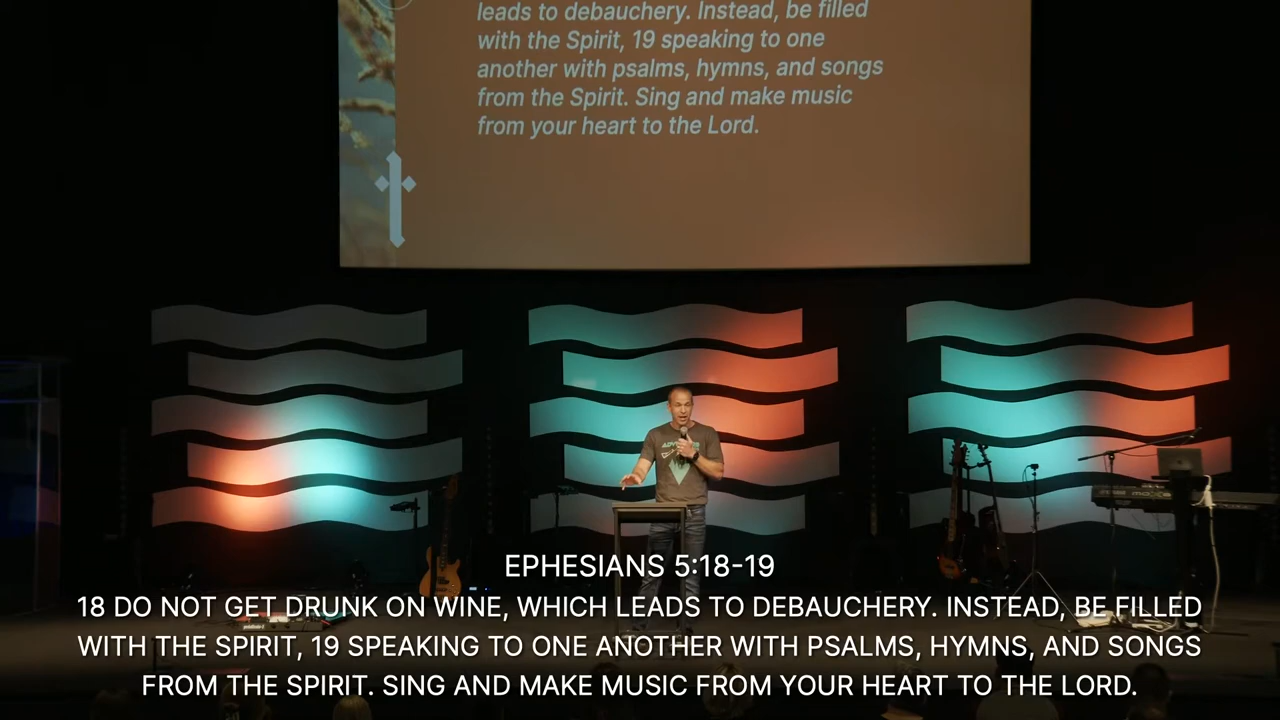 leads to debauchery. Instead, be filled
with the Spirit, 19 speaking to one
another with psalms, hymns, and songs
from the Spirit. Sing and make music
from your heart to the Lord.
EPHESIANS 5:18-19
18 DO NOT GET DRUNK ON WINE, WHICH LEADS TO DEBAUCHERY. INSTEAD, BE FILLED
WITH THE SPIRIT, 19 SPEAKING TO ONE ANOTHER WITH PSALMS, HYMNS, AND SONGS
FROM THE SPIRIT. SING AND MAKE MUSIC FROM YOUR HEART TO THE LORD.